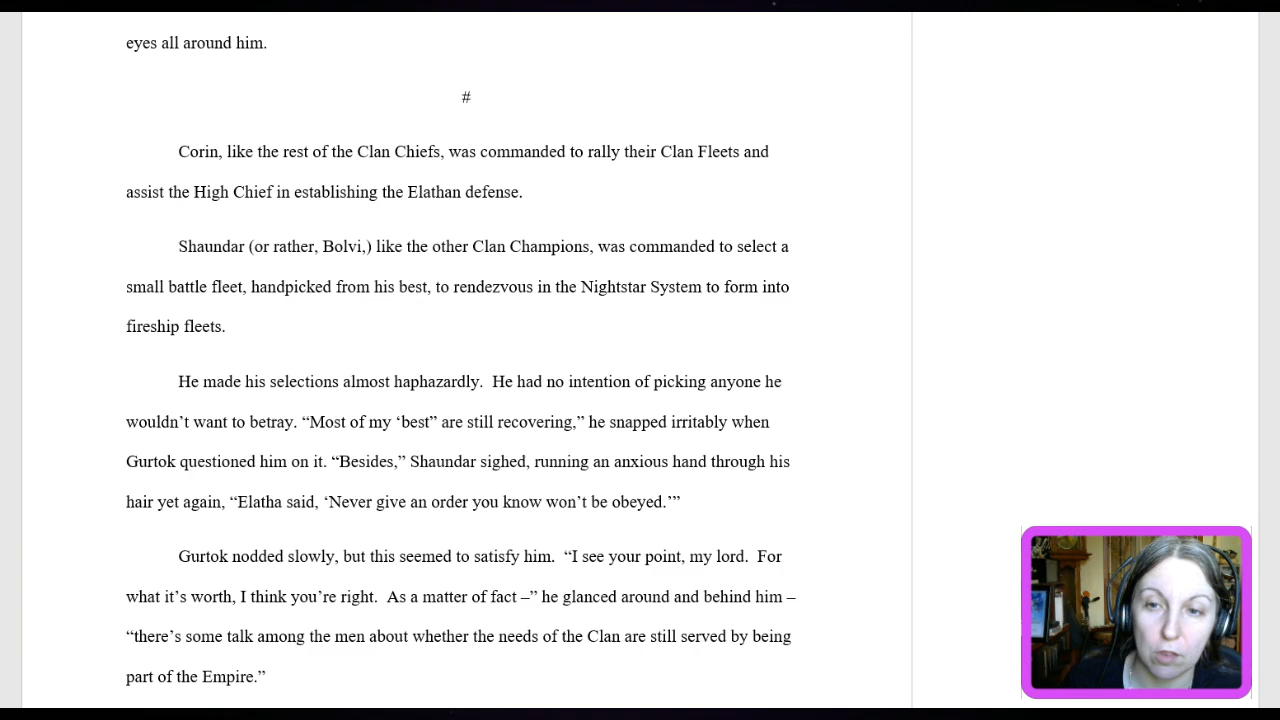 eyes all around him.
#
Corin, like the rest of the Clan Chiefs, was commanded to rally their Clan Fleets and
assist the High Chief in establishing the Elathan defense.
Shaundar (or rather, Bolvi,) like the other Clan Champions, was commanded to select a
small battle fleet, handpicked from his best, to rendezvous in the Nightstar System to form into
fireship fleets.
He made his selections almost haphazardly.  He had no intention of picking anyone he
wouldn’t want to betray. “Most of my ‘best” are still recovering,” he snapped irritably when
Gurtok questioned him on it. “Besides,” Shaundar sighed, running an anxious hand through his
hair yet again, “Elatha said, ‘Never give an order you know won’t be obeyed.’”
Gurtok nodded slowly, but this seemed to satisfy him.  “I see your point, my lord.  For
what it’s worth, I think you’re right.  As a matter of fact –” he glanced around and behind him –
“there’s some talk among the men about whether the needs of the Clan are still served by being
part of the Empire.”